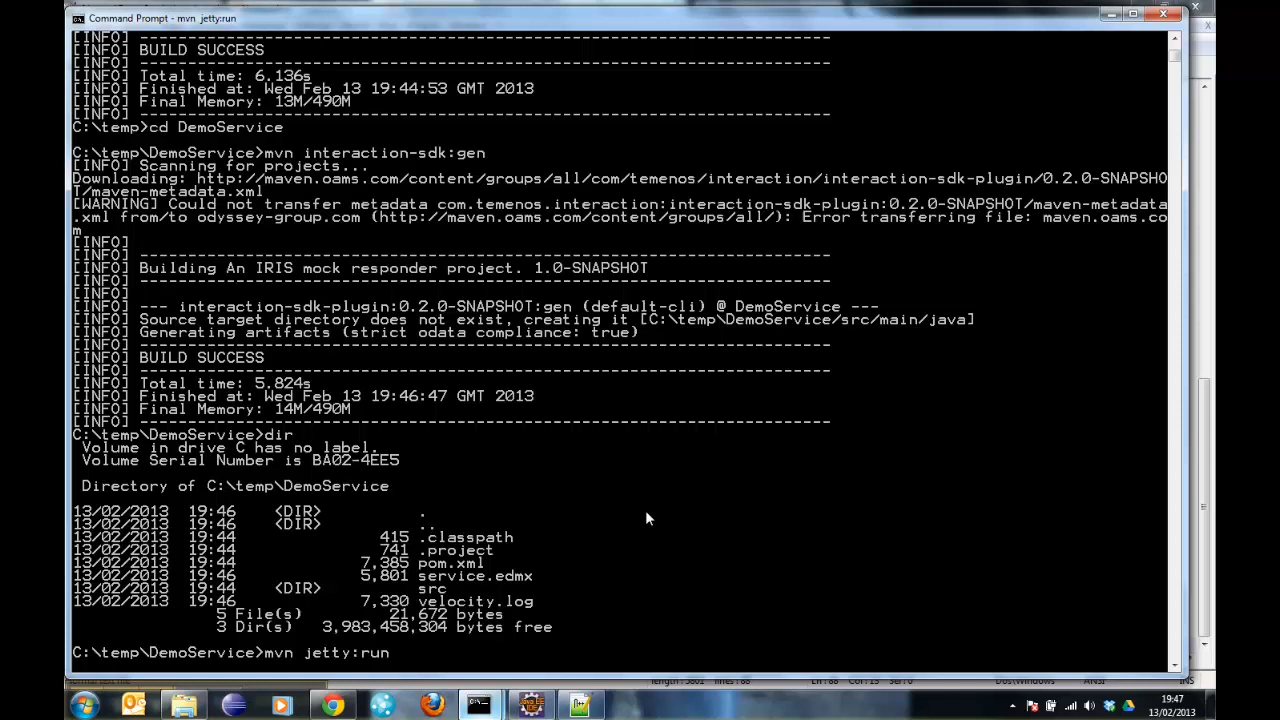 Command Prompt - mvn jetty:run
[INFO] ------------------------------------------------------------------------
[INFO] BUILD SUCCESS
[INFO] ------------------------------------------------------------------------
[INFO] Total time: 6.136s
[INFO] Finished at: Wed Feb 13 19:44:53 GMT 2013
[INFO] Final Memory: 13M/490M
[INFO] ------------------------------------------------------------------------
C:\temp>cd DemoService
C:\temp\DemoService>mvn interaction-sdk:gen
[INFO] Scanning for projects...
Downloading: http://maven.oams.com/content/groups/all/com/temenos/interaction/interaction-sdk-plugin/0.2.0-SNAPSHO
T/maven-metadata.xml
[WARNING] Could not transfer metadata com.temenos.interaction:interaction-sdk-plugin:0.2.0-SNAPSHOT/maven-metadata
.xml from/to odyssey-group.com (http://maven.oams.com/content/groups/all/): Error transferring file: maven.oams.co
m
[INFO]
[INFO] ------------------------------------------------------------------------
[INFO] Building An IRIS mock responder project. 1.0-SNAPSHOT
[INFO] ------------------------------------------------------------------------
[INFO]
[INFO] --- interaction-sdk-plugin:0.2.0-SNAPSHOT:gen (default-cli) @ DemoService ---
[INFO] Source target directory does not exist, creating it [C:\temp\DemoService/src/main/java]
[INFO] Generating artifacts (strict odata compliance: true)
[INFO] ------------------------------------------------------------------------
[INFO] BUILD SUCCESS
[INFO] ------------------------------------------------------------------------
[INFO] Total time: 5.824s
[INFO] Finished at: Wed Feb 13 19:46:47 GMT 2013
[INFO] Final Memory: 14M/490M
[INFO] ------------------------------------------------------------------------
C:\temp\DemoService>dir
Volume in drive C has no label.
Volume Serial Number is BA02-4EE5
Directory of C:\temp\DemoService
13/02/2013 19:46 <DIR> .
13/02/2013 19:46 <DIR> ..
13/02/2013 19:44 415 .classpath
13/02/2013 19:44 741 .project
13/02/2013 19:44 7,385 pom.xml
13/02/2013 19:46 5,801 service.edmx
13/02/2013 19:44 <DIR> src
13/02/2013 19:46 7,330 velocity.log
5 File(s) 21,672 bytes
3 Dir(s) 3,983,458,304 bytes free
C:\temp\DemoService>mvn jetty:run
19:47
13/02/2013